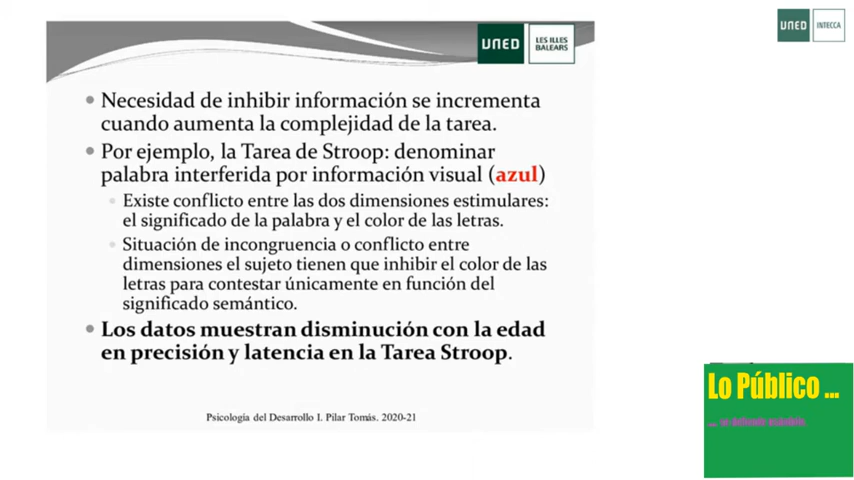 UNED
LES ILLES
BALEARS
UNED
INTECCA
Necesidad de inhibir información se incrementa
cuando aumenta la complejidad de la tarea.
Por ejemplo, la Tarea de Stroop: denominar
palabra interferida por información visual (azul)
Existe conflicto entre las dos dimensiones estimulares:
el significado de la palabra y el color de las letras.
Situación de incongruencia o conflicto entre
dimensiones el sujeto tienen que inhibir el color de las
letras para contestar únicamente en función del
significado semántico.
Los datos muestran disminución con la edad
en precisión y latencia en la Tarea Stroop.
Psicología del Desarrollo I. Pilar Tomás. 2020-21
Lo Público ...